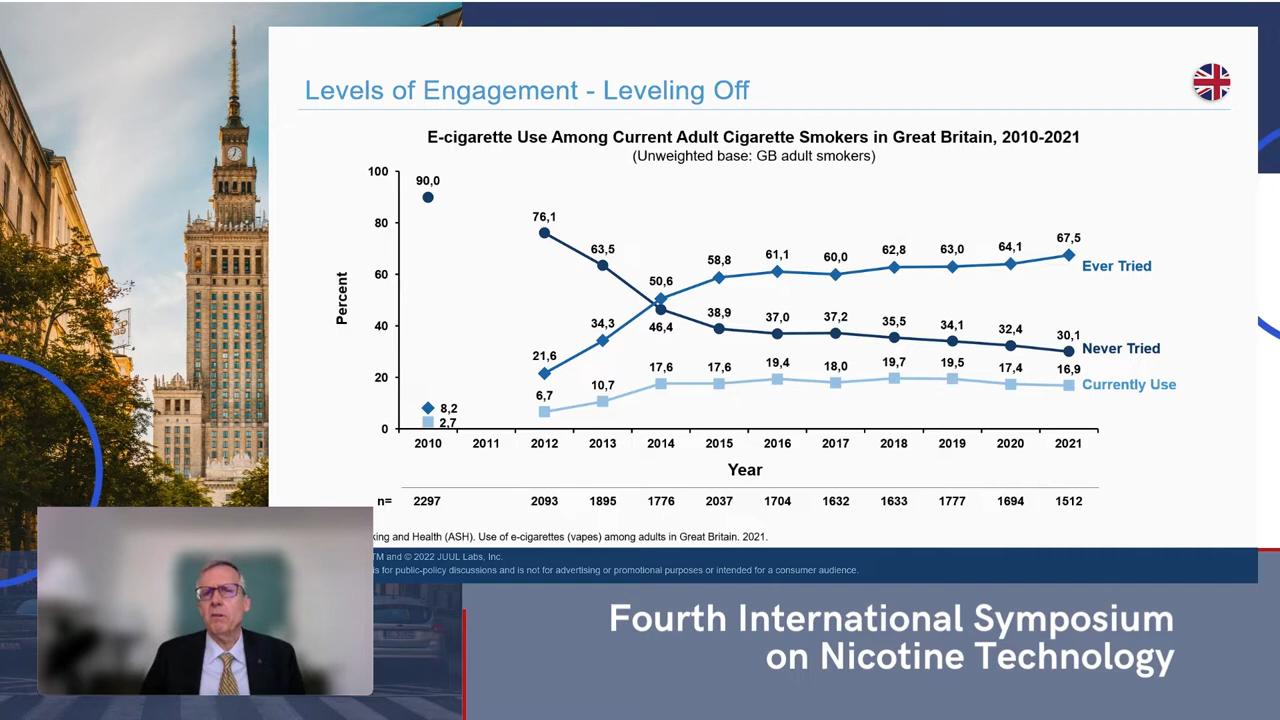 Levels of Engagement - Leveling Off
E-cigarette Use Among Current Adult Cigarette Smokers in Great Britain, 2010-2021
(Unweighted base: GB adult smokers)
Percent
100
80
60
40
20
0
90,0
76,1
63,5
50,6
58,8
61,1
60,0
62,8
63,0
64,1
67,5
Ever Tried
21,6
34,3
46,4
38,9
37,0
37,2
35,5
34,1
32,4
30,1
Never Tried
8,2
2,7
6,7
10,7
17,6
17,6
19,4
18,0
19,7
19,5
17,4
16,9
Currently Use
2010 2011 2012 2013 2014 2015 2016 2017 2018 2019 2020 2021
Year
n= 2297 2093 1895 1776 2037 1704 1632 1633 1777 1694 1512
king and Health (ASH). Use of e-cigarettes (vapes) among adults in Great Britain. 2021.
TM and © 2022 JUUL Labs, Inc.
is for public-policy discussions and is not for advertising or promotional purposes or intended for a consumer audience.
Fourth International Symposium
on Nicotine Technology